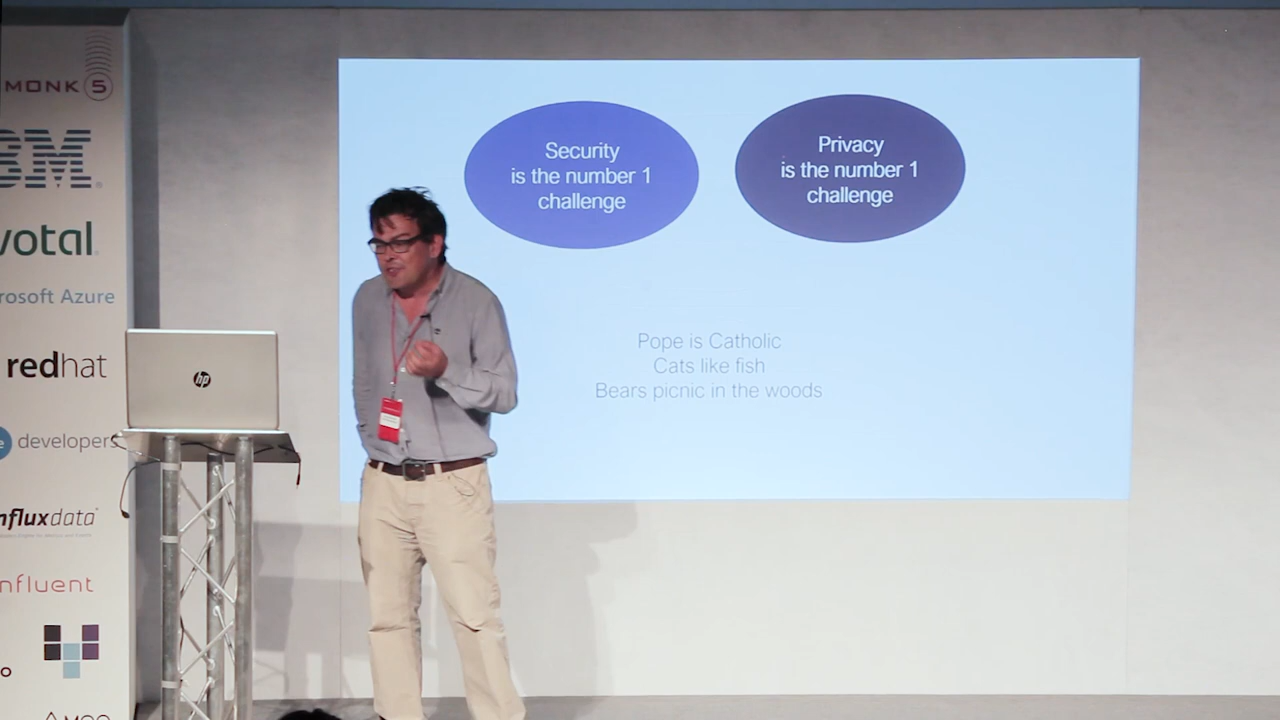 MONK 5
BM
votal
rosoft Azure
redhat
developers
nfluxdata
nfluent
hp
Security
is the number 1
challenge
Privacy
is the number 1
challenge
Pope is Catholic
Cats like fish
Bears picnic in the woods